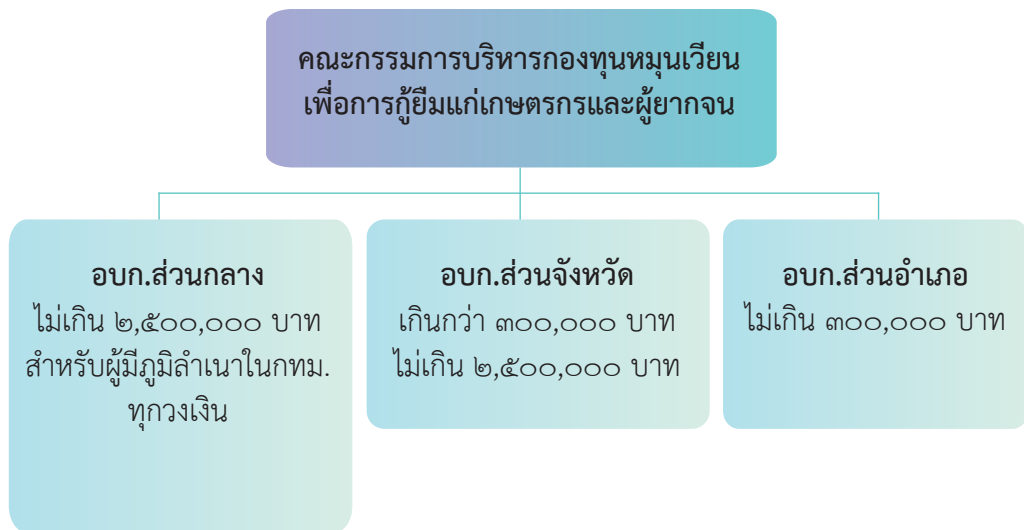 คณะกรรมการบริหารกองทุนหมุนเวียน
เพื่อการกู้ยืมแก่เกษตรกรและผู้ยากจน
อบก.ส่วนกลาง
ไม่เกิน ๒,๕๐๐,๐๐๐ บาท
สำหรับผู้มีภูมิลำเนาในกทม.
ทุกวงเงิน
อบก.ส่วนจังหวัด
เกินกว่า ๓๐๐,๐๐๐ บาท
ไม่เกิน ๒,๕๐๐,๐๐๐ บาท
อบก.ส่วนอำเภอ
ไม่เกิน ๓๐๐,๐๐๐ บาท